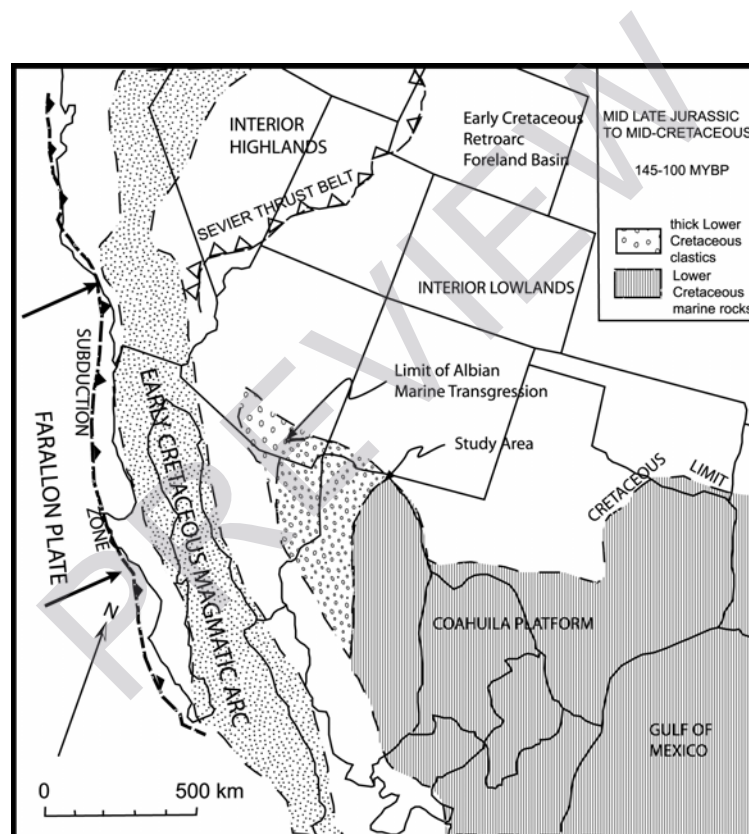 INTERIOR
HIGHLANDS
Early Cretaceous
Retroarc
Foreland Basin
MID LATE JURASSIC
TO MID-CRETACEOUS
145-100 MYBP
thick Lower
Cretaceous
clastics
Lower
Cretaceous
marine rocks
SEVIER THRUST BELT
INTERIOR LOWLANDS
SUBDUCTION
ZONE
FARALLON PLATE
EARLY CRETACEOUS MAGMATIC ARC
Limit of Albian
Marine Transgression
Study Area
CRETACEOUS
LIMIT
COAHUILA PLATFORM
GULF OF
MEXICO
N
0 500 km
PREVIEW